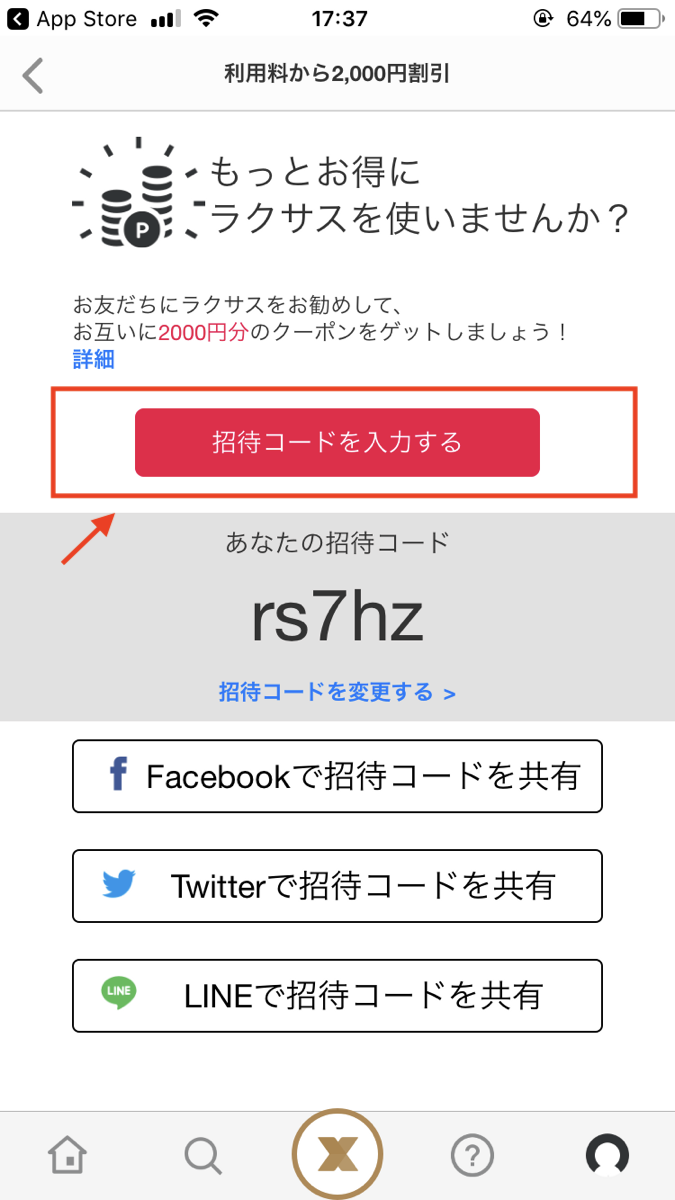 App Store
17:37
64%
利用料から2,000円割引
もっとお得に
ラクサスを使いませんか？
P
お友だちにラクサスをお勧めして、
お互いに2000円分のクーポンをゲットしましょう！
詳細
招待コードを入力する
あなたの招待コード
rs7hz
招待コードを変更する >
f Facebookで招待コードを共有
Twitterで招待コードを共有
LINE LINEで招待コードを共有
?